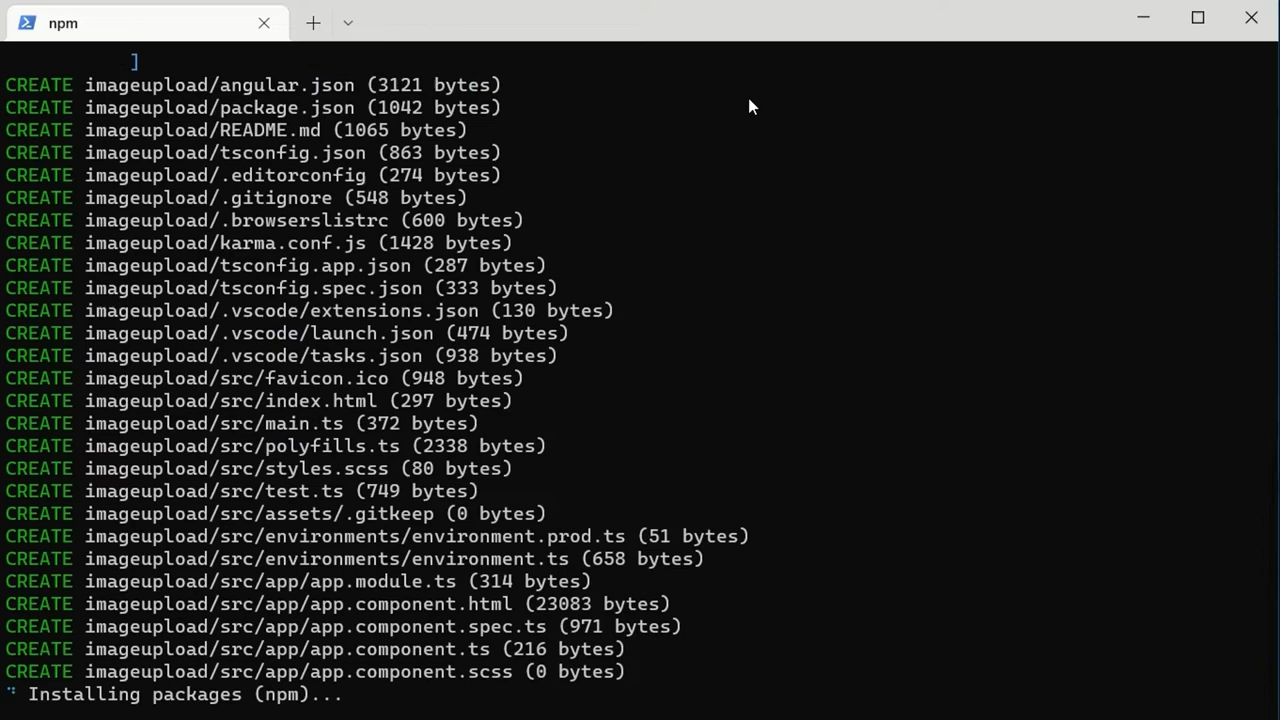 npm
]
CREATE imageupload/angular.json (3121 bytes)
CREATE imageupload/package.json (1042 bytes)
CREATE imageupload/README.md (1065 bytes)
CREATE imageupload/tsconfig.json (863 bytes)
CREATE imageupload/.editorconfig (274 bytes)
CREATE imageupload/.gitignore (548 bytes)
CREATE imageupload/.browserslistrc (600 bytes)
CREATE imageupload/karma.conf.js (1428 bytes)
CREATE imageupload/tsconfig.app.json (287 bytes)
CREATE imageupload/tsconfig.spec.json (333 bytes)
CREATE imageupload/.vscode/extensions.json (130 bytes)
CREATE imageupload/.vscode/launch.json (474 bytes)
CREATE imageupload/.vscode/tasks.json (938 bytes)
CREATE imageupload/src/favicon.ico (948 bytes)
CREATE imageupload/src/index.html (297 bytes)
CREATE imageupload/src/main.ts (372 bytes)
CREATE imageupload/src/polyfills.ts (2338 bytes)
CREATE imageupload/src/styles.scss (80 bytes)
CREATE imageupload/src/test.ts (749 bytes)
CREATE imageupload/src/assets/.gitkeep (0 bytes)
CREATE imageupload/src/environments/environment.prod.ts (51 bytes)
CREATE imageupload/src/environments/environment.ts (658 bytes)
CREATE imageupload/src/app/app.module.ts (314 bytes)
CREATE imageupload/src/app/app.component.html (23083 bytes)
CREATE imageupload/src/app/app.component.spec.ts (971 bytes)
CREATE imageupload/src/app/app.component.ts (216 bytes)
CREATE imageupload/src/app/app.component.scss (0 bytes)
Installing packages (npm)...